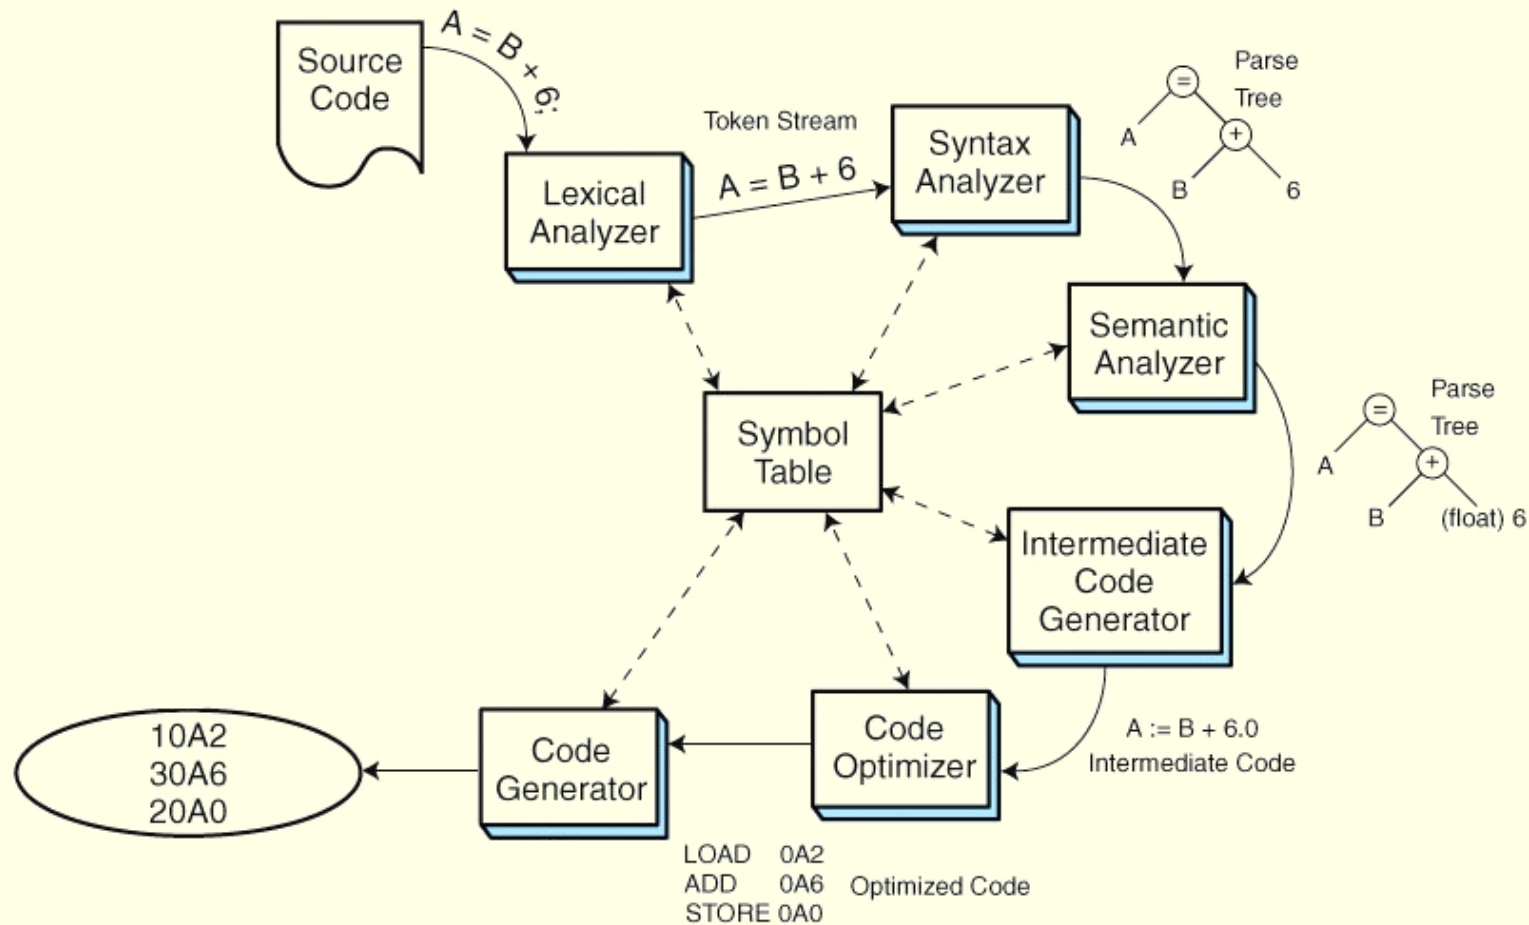 Source
Code
A = B + 6;
Lexical
Analyzer
Token Stream
A = B + 6
Syntax
Analyzer
Parse
Tree
=
A
+
B
6
Semantic
Analyzer
Parse
Tree
=
A
+
B
(float) 6
Symbol
Table
Intermediate
Code
Generator
A := B + 6.0
Intermediate Code
Code
Optimizer
LOAD 0A2
ADD 0A6
STORE 0A0
Optimized Code
Code
Generator
10A2
30A6
20A0